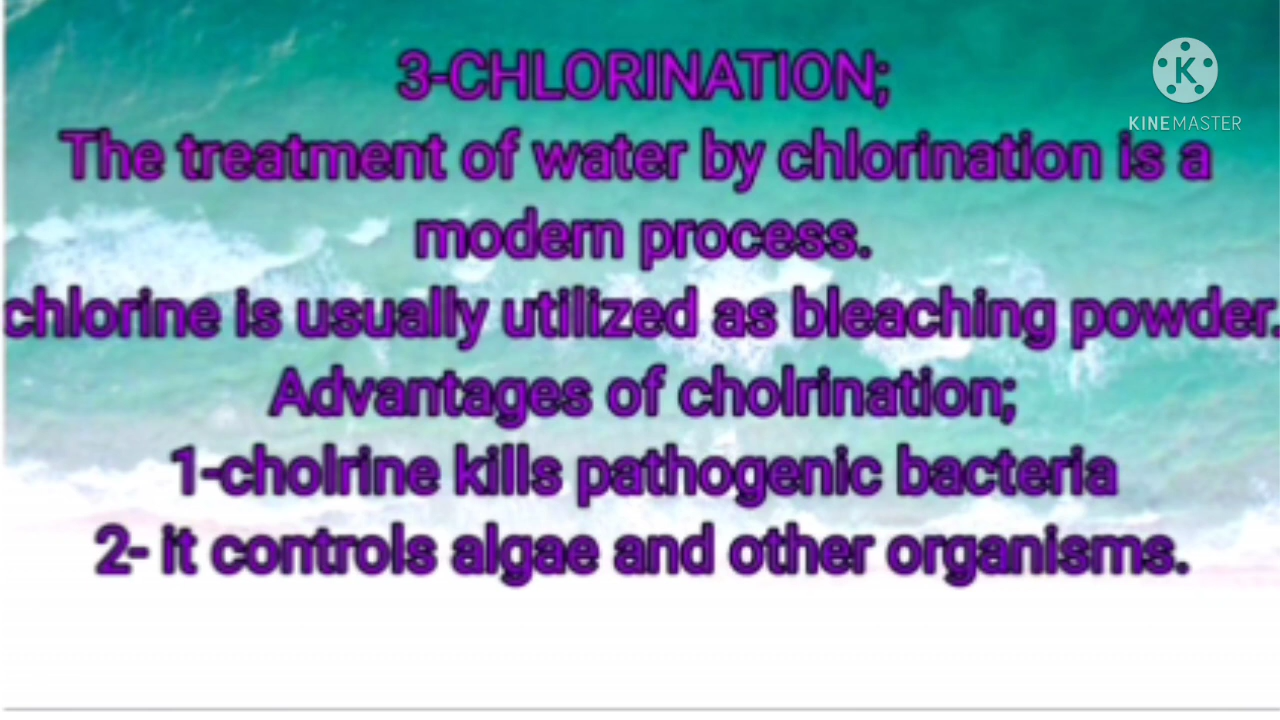 3-CHLORINATION;
The treatment of water by chlorination is a
modern process.
chlorine is usually utilized as bleaching powder.
Advantages of cholrination;
1-cholrine kills pathogenic bacteria
2- it controls algae and other organisms.
K
KINEMASTER